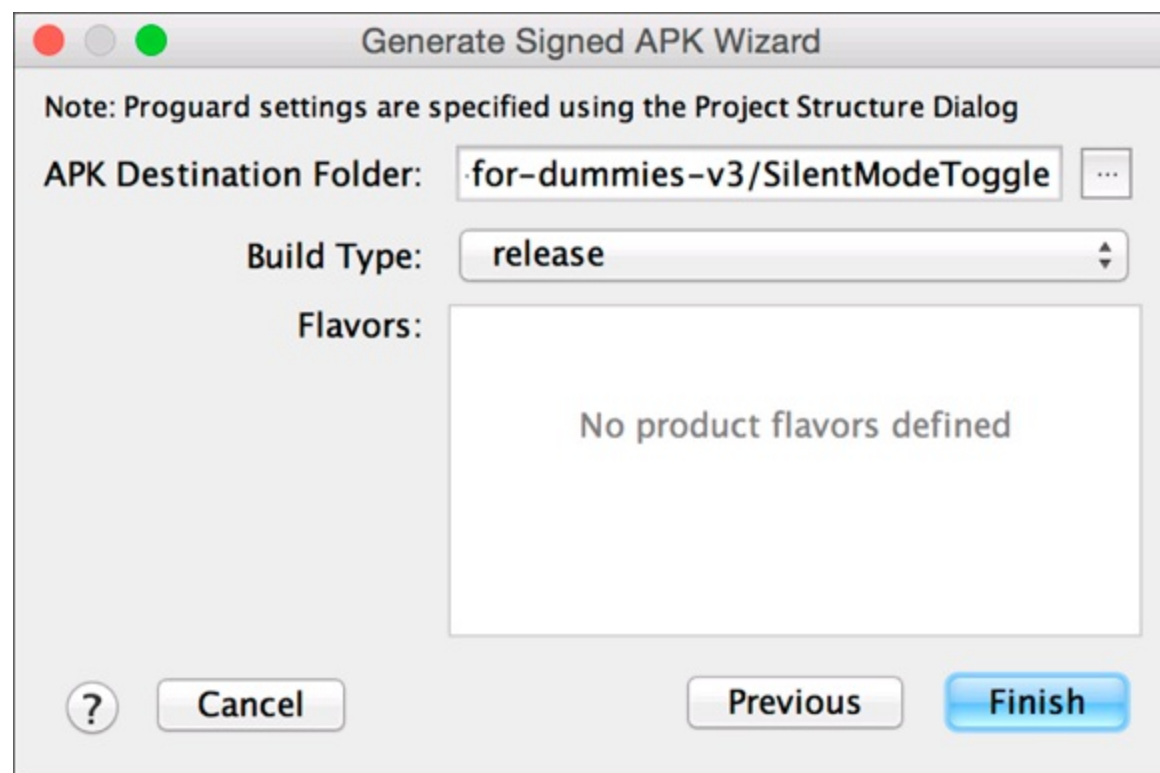 Generate Signed APK Wizard
Note: Proguard settings are specified using the Project Structure Dialog
APK Destination Folder: -for-dummies-v3/SilentModeToggle ...
Build Type: release
Flavors:
No product flavors defined
? Cancel Previous Finish